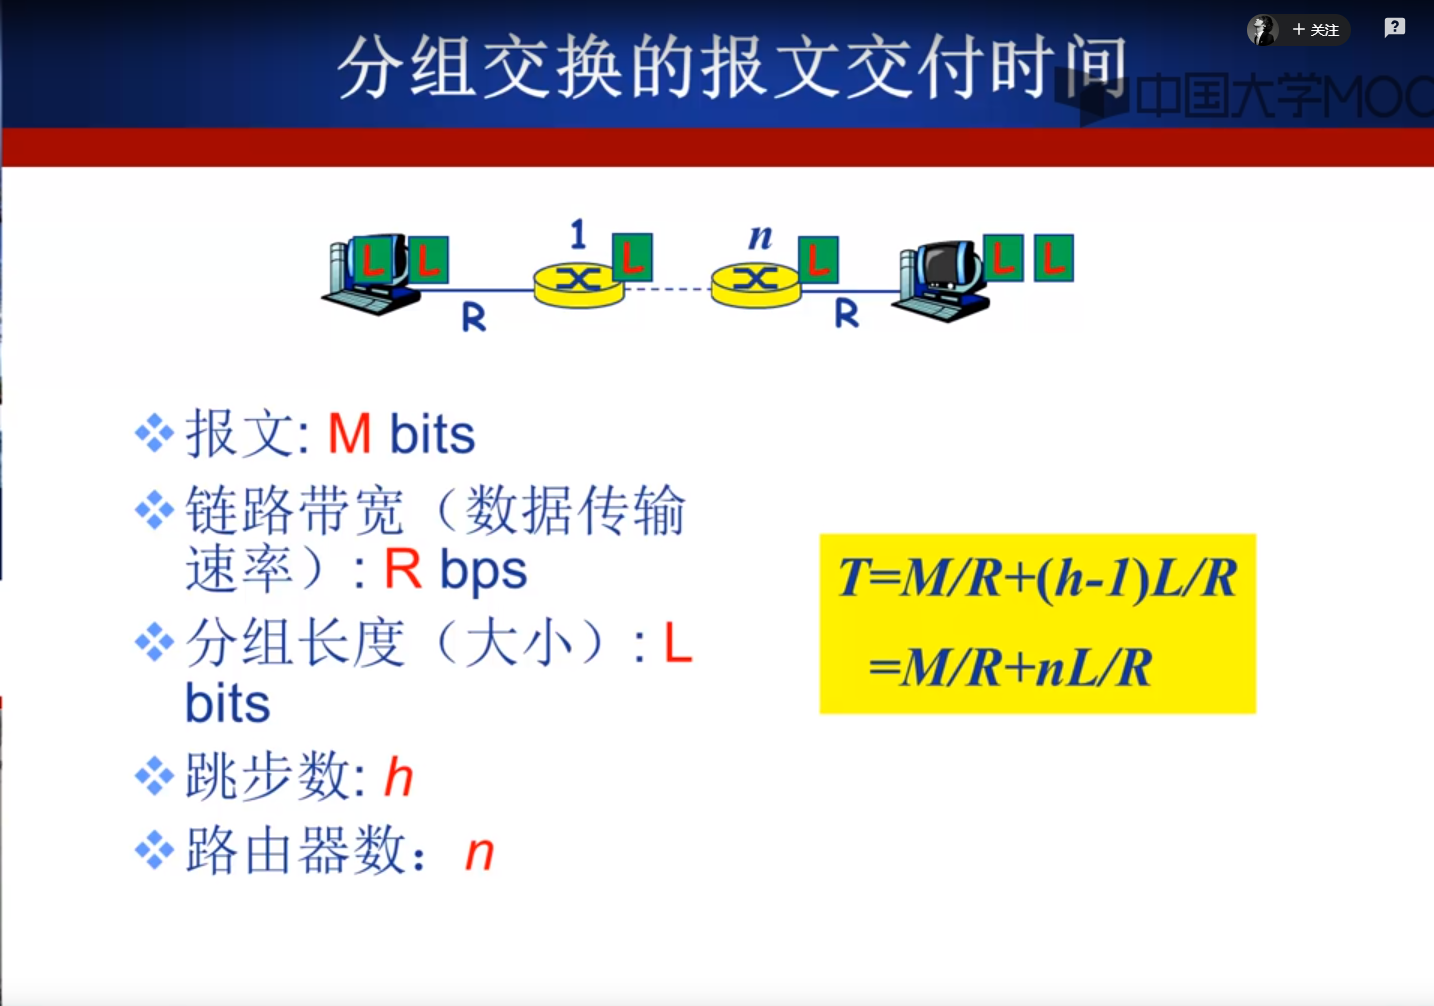 + 关注
?
分组交换的报文交付时间
中国大学MOC
1
n
L L
L
L
L L
R
R
报文: M bits
链路带宽（数据传输
速率）: R bps
分组长度（大小）: L
bits
跳步数: h
路由器数：n
T=M/R+(h-1)L/R
=M/R+nL/R